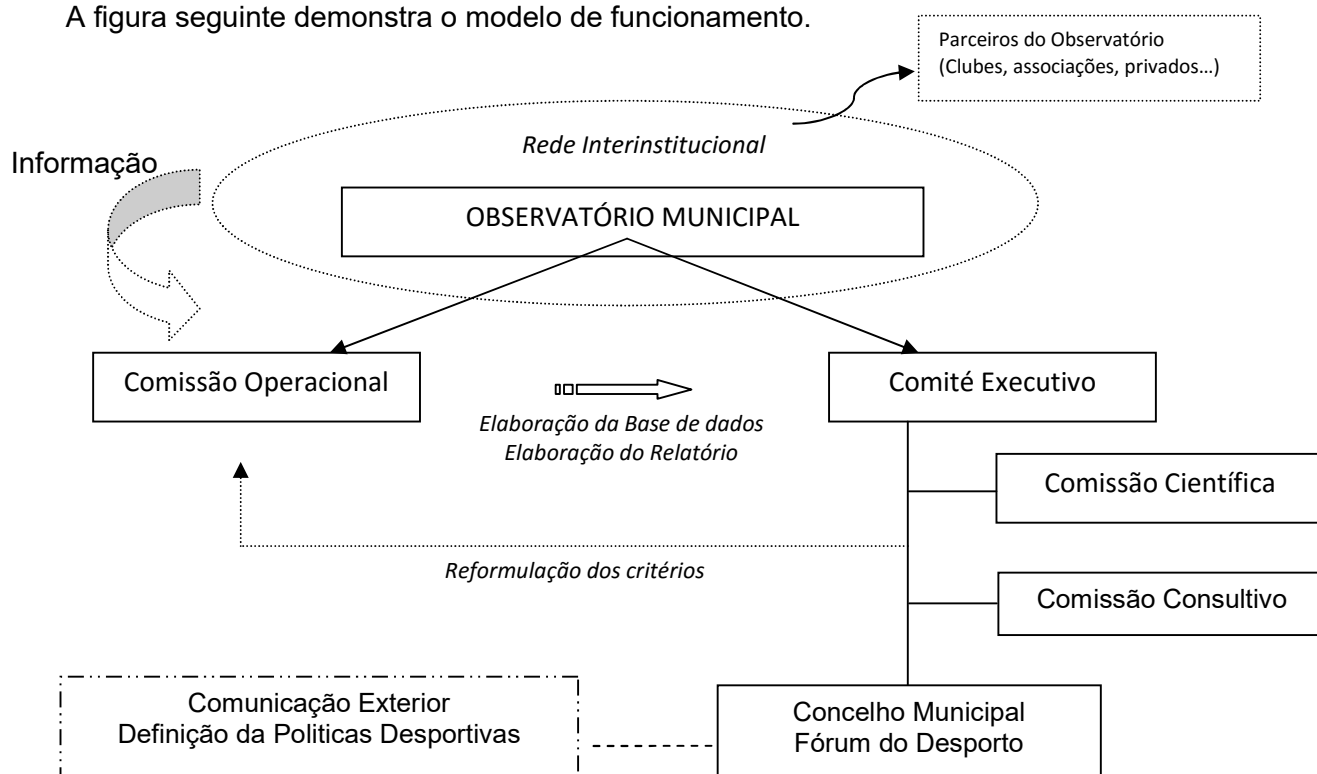 A figura seguinte demonstra o modelo de funcionamento.
Parceiros do Observatório
(Clubes, associações, privados…)
Rede Interinstitucional
Informação
OBSERVATÓRIO MUNICIPAL
Comissão Operacional
Comité Executivo
Elaboração da Base de dados
Elaboração do Relatório
Comissão Científica
Reformulação dos critérios
Comissão Consultivo
Comunicação Exterior
Definição da Politicas Desportivas
Concelho Municipal
Fórum do Desporto